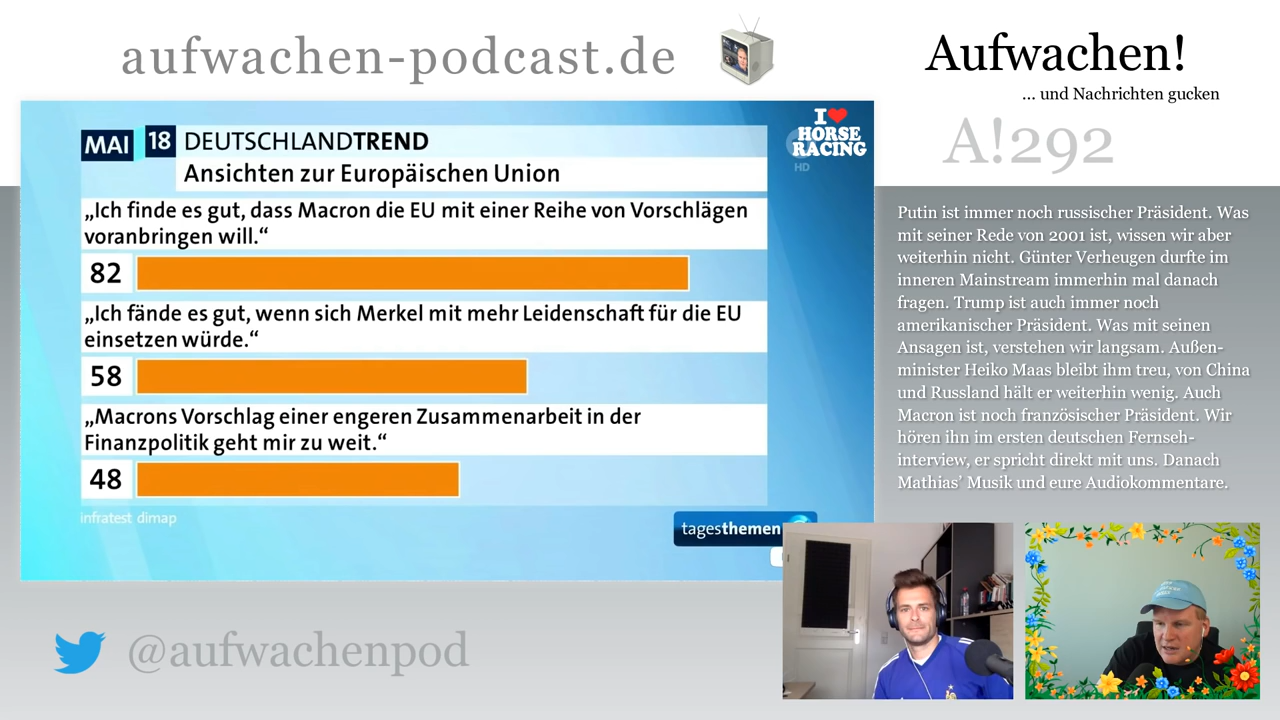 aufwachen-podcast.de
Aufwachen!
... und Nachrichten gucken
A!292
MAI 18 DEUTSCHLANDTREND
Ansichten zur Europäischen Union
„Ich finde es gut, dass Macron die EU mit einer Reihe von Vorschlägen
voranbringen will.“
82
„Ich fände es gut, wenn sich Merkel mit mehr Leidenschaft für die EU
einsetzen würde.“
58
„Macrons Vorschlag einer engeren Zusammenarbeit in der
Finanzpolitik geht mir zu weit.“
48
infratest dimap
tagesthemen
I
HORSE
RACING
HD
Putin ist immer noch russischer Präsident. Was
mit seiner Rede von 2001 ist, wissen wir aber
weiterhin nicht. Günter Verheugen durfte im
inneren Mainstream immerhin mal danach
fragen. Trump ist auch immer noch
amerikanischer Präsident. Was mit seinen
Ansagen ist, verstehen wir langsam. Außen-
minister Heiko Maas bleibt ihm treu, von China
und Russland hält er weiterhin wenig. Auch
Macron ist noch französischer Präsident. Wir
hören ihn im ersten deutschen Fernseh-
interview, er spricht direkt mit uns. Danach
Mathias’ Musik und eure Audiokommentare.
@aufwachenpod